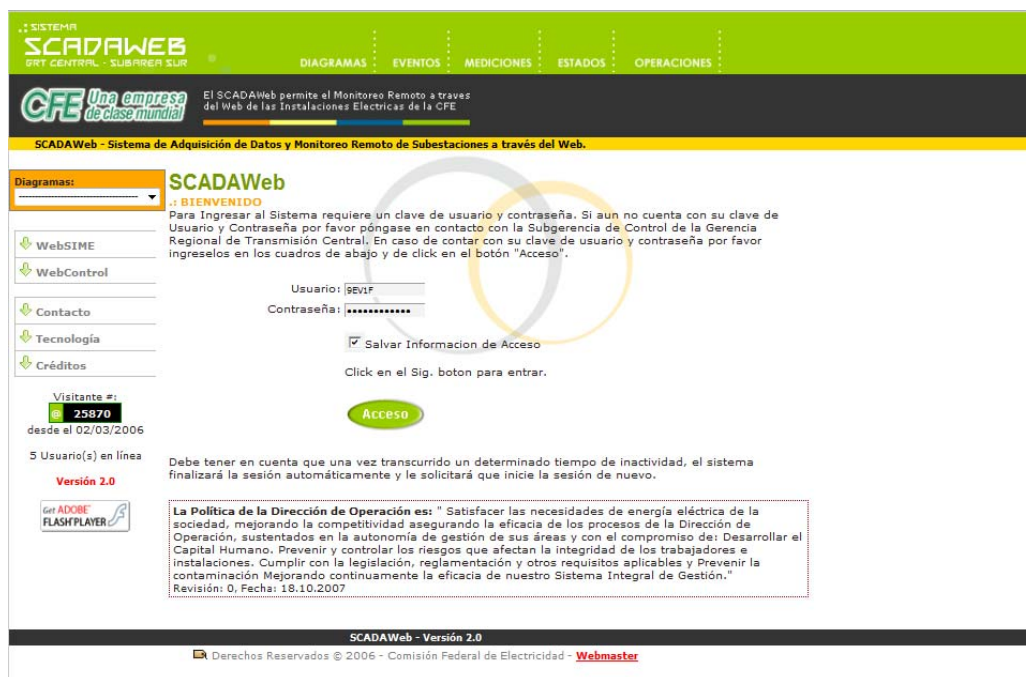 .: SISTEMA
SCADAWEB
GRT CENTRAL - SUBAREA SUR
DIAGRAMAS EVENTOS MEDICIONES ESTADOS OPERACIONES
CFE Una empresa de clase mundial
El SCADAWeb permite el Monitoreo Remoto a traves
del Web de las Instalaciones Electricas de la CFE
SCADAWeb - Sistema de Adquisición de Datos y Monitoreo Remoto de Subestaciones a través del Web.
Diagramas:
WebSIME
WebControl
Contacto
Tecnología
Créditos
Visitante #:
@ 25870
desde el 02/03/2006
5 Usuario(s) en línea
Versión 2.0
Get ADOBE
FLASH PLAYER
SCADAWeb
.: BIENVENIDO
Para Ingresar al Sistema requiere un clave de usuario y contraseña. Si aun no cuenta con su clave de
Usuario y Contraseña por favor póngase en contacto con la Subgerencia de Control de la Gerencia
Regional de Transmisión Central. En caso de contar con su clave de usuario y contraseña por favor
ingreselos en los cuadros de abajo y de click en el botón "Acceso".
Usuario: 9EV1F
Contraseña: ••••••••••••
Salvar Informacion de Acceso
Click en el Sig. boton para entrar.
Acceso
Debe tener en cuenta que una vez transcurrido un determinado tiempo de inactividad, el sistema
finalizará la sesión automáticamente y le solicitará que inicie la sesión de nuevo.
La Política de la Dirección de Operación es: " Satisfacer las necesidades de energía eléctrica de la
sociedad, mejorando la competitividad asegurando la eficacia de los procesos de la Dirección de
Operación, sustentados en la autonomía de gestión de sus áreas y con el compromiso de: Desarrollar el
Capital Humano. Prevenir y controlar los riesgos que afectan la integridad de los trabajadores e
instalaciones. Cumplir con la legislación, reglamentación y otros requisitos aplicables y Prevenir la
contaminación Mejorando continuamente la eficacia de nuestro Sistema Integral de Gestión."
Revisión: 0, Fecha: 18.10.2007
SCADAWeb - Versión 2.0
Derechos Reservados © 2006 - Comisión Federal de Electricidad - Webmaster